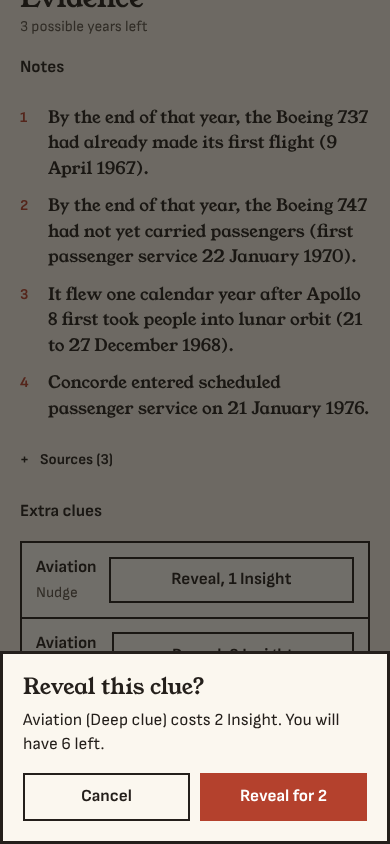 Evidence
3 possible years left
Notes
1 By the end of that year, the Boeing 737
had already made its first flight (9
April 1967).
2 By the end of that year, the Boeing 747
had not yet carried passengers (first
passenger service 22 January 1970).
3 It flew one calendar year after Apollo
8 first took people into lunar orbit (21
to 27 December 1968).
4 Concorde entered scheduled
passenger service on 21 January 1976.
+ Sources (3)
Extra clues
Aviation
Nudge
Reveal, 1 Insight
Aviation
Reveal this clue?
Aviation (Deep clue) costs 2 Insight. You will
have 6 left.
Cancel
Reveal for 2